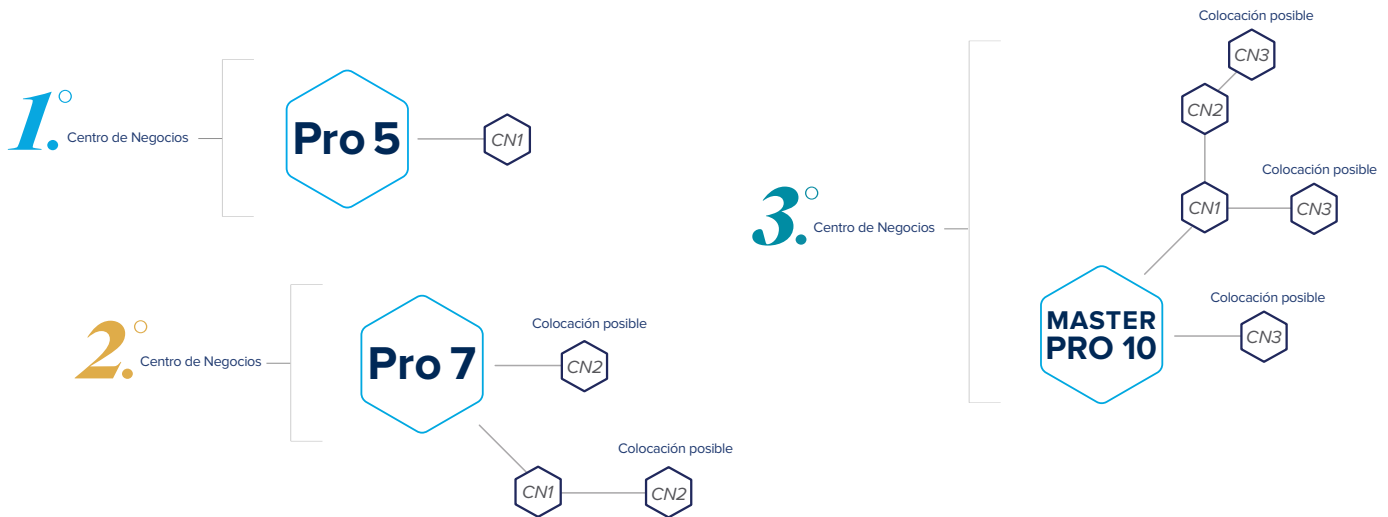 1.°
Centro de Negocios
Pro 5
CN1
2.°
Centro de Negocios
Pro 7
Colocación posible
CN2
CN1
Colocación posible
CN2
3.°
Centro de Negocios
MASTER
PRO 10
Colocación posible
CN3
CN2
CN1
Colocación posible
CN3
Colocación posible
CN3